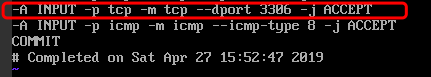 -A INPUT -p tcp -m tcp --dport 3306 -j ACCEPT
-A INPUT -p icmp -m icmp --icmp-type 8 -j ACCEPT
COMMIT
# Completed on Sat Apr 27 15:52:47 2019
~